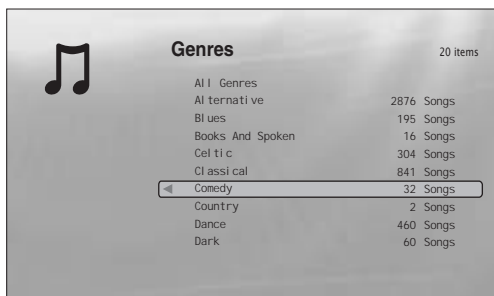 Genres
20 items
All Genres
Alternative 2876 Songs
Blues 195 Songs
Books And Spoken 16 Songs
Celtic 304 Songs
Classical 841 Songs
Comedy 32 Songs
Country 2 Songs
Dance 460 Songs
Dark 60 Songs